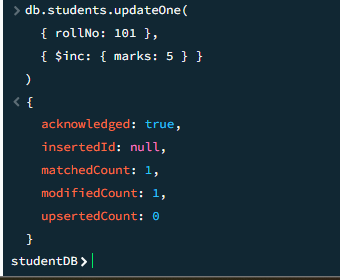 > db.students.updateOne(
{ rollNo: 101 },
{ $inc: { marks: 5 } }
)
< {
acknowledged: true,
insertedId: null,
matchedCount: 1,
modifiedCount: 1,
upsertedCount: 0
}
studentDB>